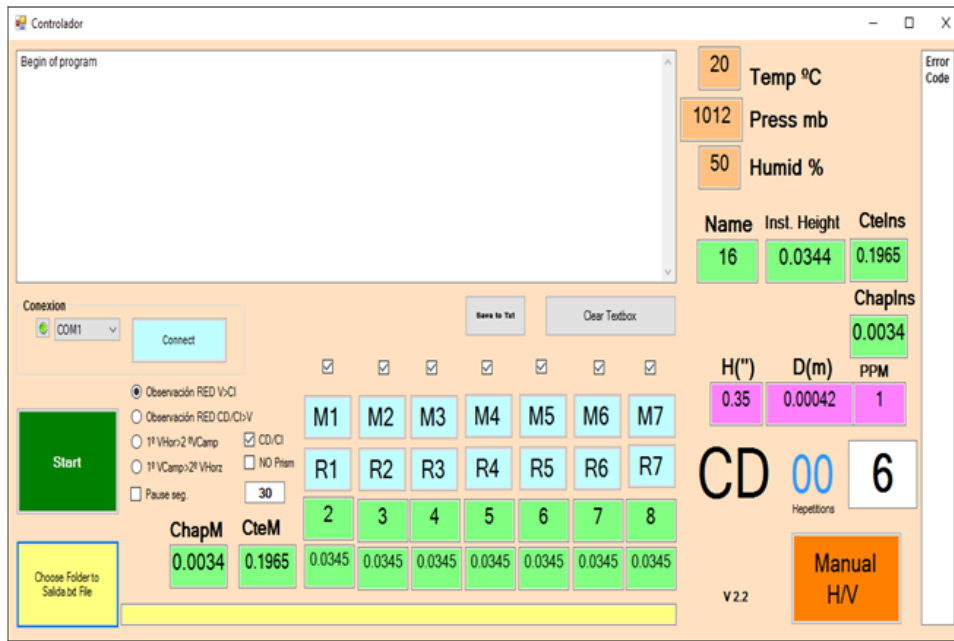 Controlador
Begin of program
20 Temp ºC
1012 Press mb
50 Humid %
Error
Code
Name Inst. Height CteIns
16 0.0344 0.1965
ChapIns
0.0034
H(") D(m) PPM
0.35 0.00042 1
Conexion
COM1
Connect
Save to Txt
Clear Textbox
Observación RED V>CI
Observación RED CD/CI>V
1º VHor>2 ºVCamp
1º VCamp>2º VHorz
CD/CI
NO Prism
Pause seg. 30
Start
M1 M2 M3 M4 M5 M6 M7
R1 R2 R3 R4 R5 R6 R7
2 3 4 5 6 7 8
0.0345 0.0345 0.0345 0.0345 0.0345 0.0345 0.0345
ChapM CteM
0.0034 0.1965
Choose Folder to
Salida.txt File
CD 00 6
Hepetitions
V 2.2
Manual
H/V